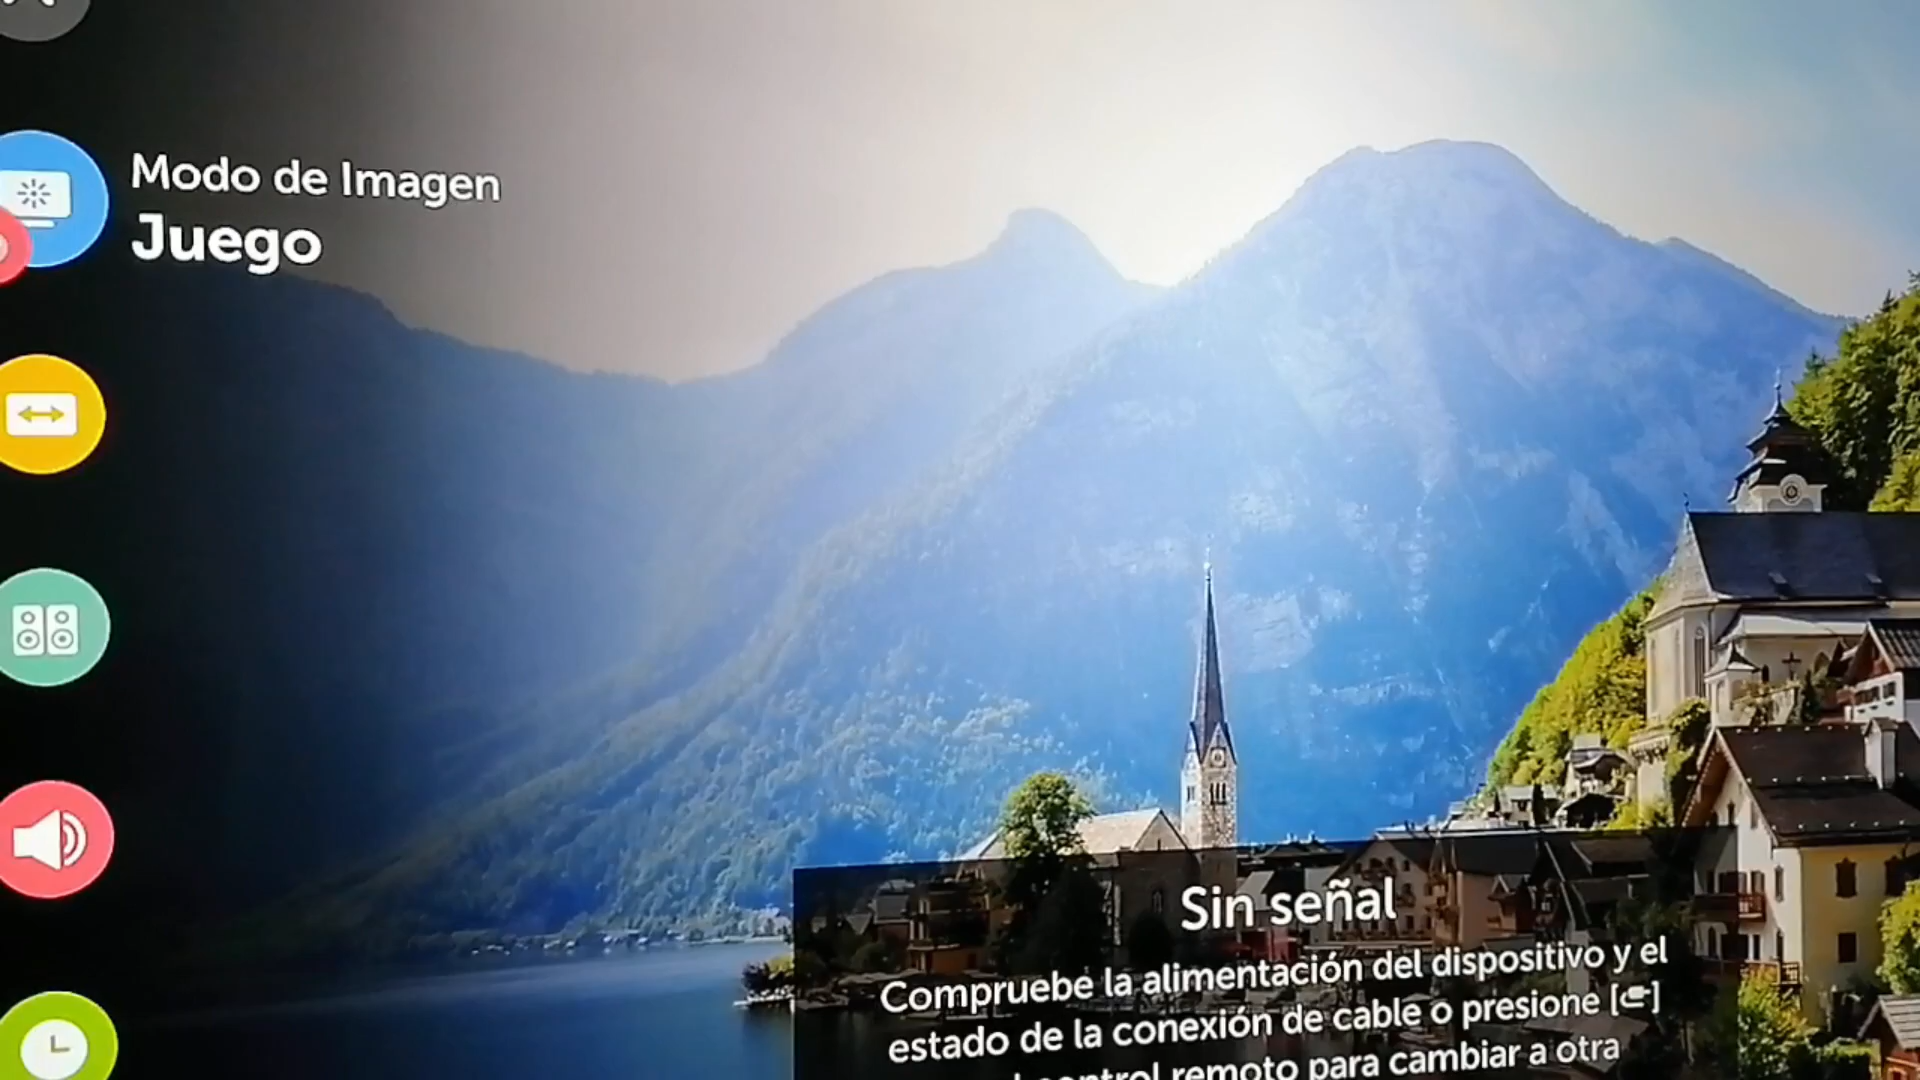 Modo de Imagen
Juego
Sin señal
Compruebe la alimentación del dispositivo y el
estado de la conexión de cable o presione [
]
control remoto para cambiar a otra